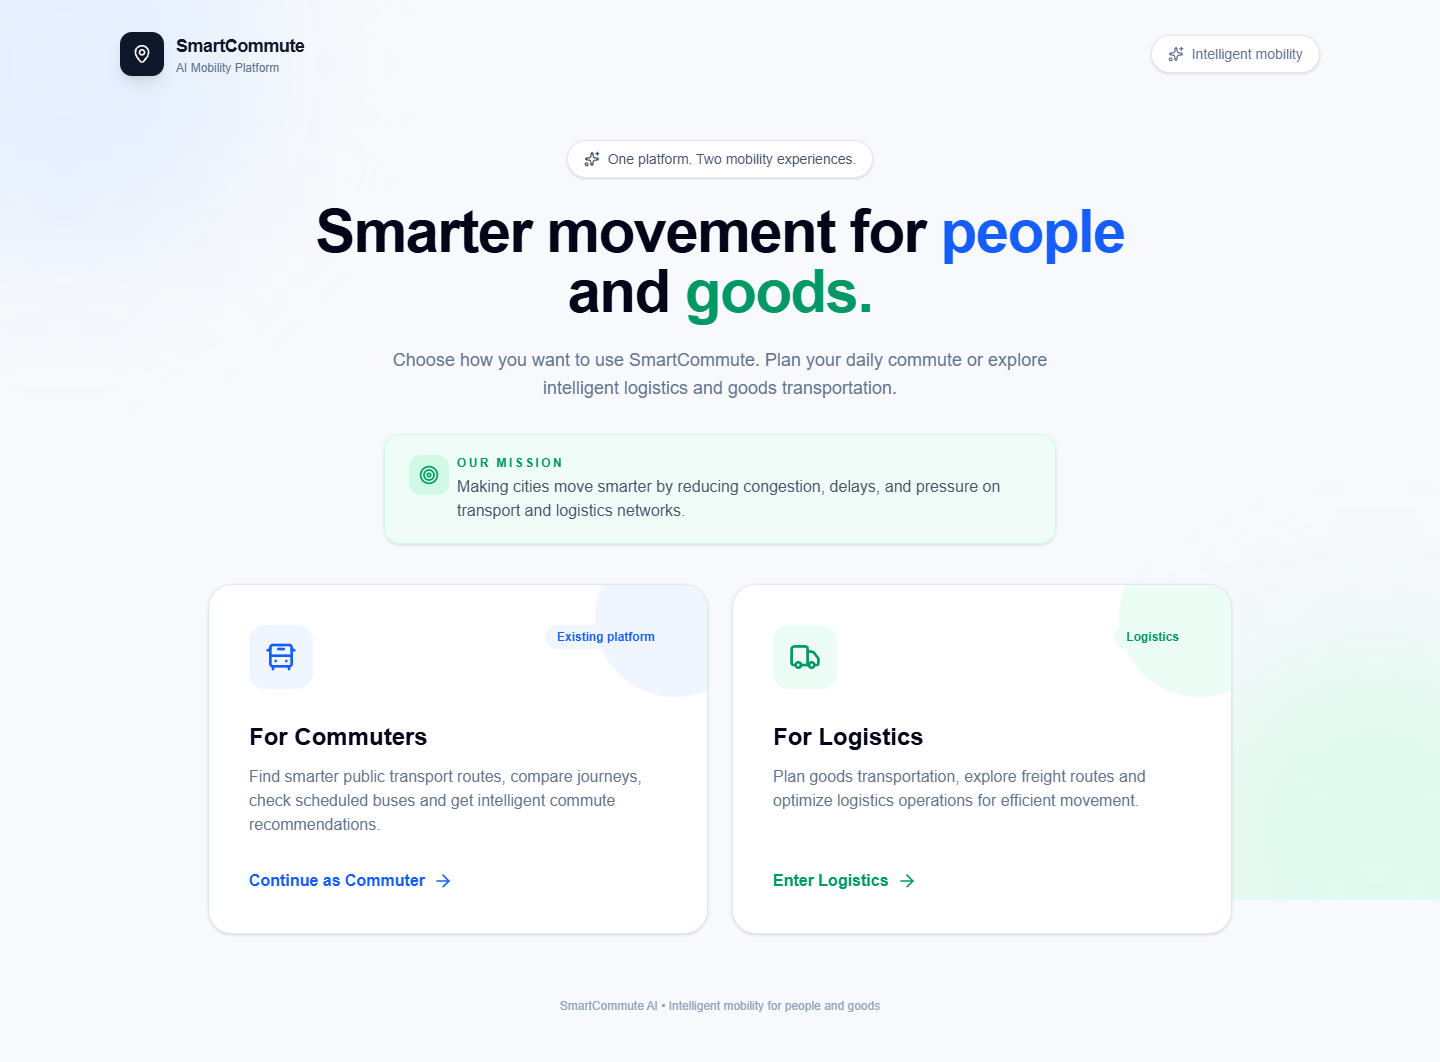 SmartCommute
AI Mobility Platform
Intelligent mobility
One platform. Two mobility experiences.
Smarter movement for people
and goods.
Choose how you want to use SmartCommute. Plan your daily commute or explore
intelligent logistics and goods transportation.
OUR MISSION
Making cities move smarter by reducing congestion, delays, and pressure on
transport and logistics networks.
Existing platform
For Commuters
Find smarter public transport routes, compare journeys,
check scheduled buses and get intelligent commute
recommendations.
Continue as Commuter
Logistics
For Logistics
Plan goods transportation, explore freight routes and
optimize logistics operations for efficient movement.
Enter Logistics
SmartCommute AI • Intelligent mobility for people and goods